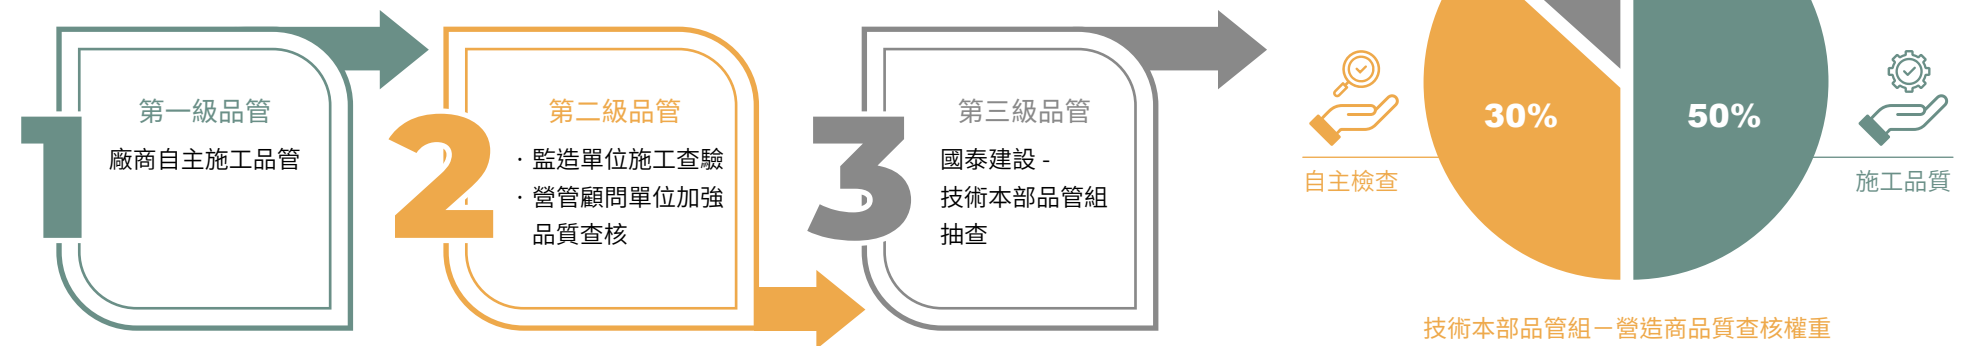 1
第一級品管
廠商自主施工品管
2
第二級品管
·監造單位施工查驗
·營管顧問單位加強
品質查核
3
第三級品管
國泰建設 -
技術本部品管組
抽查
30%
50%
自主檢查
施工品質
技術本部品管組－營造商品質查核權重